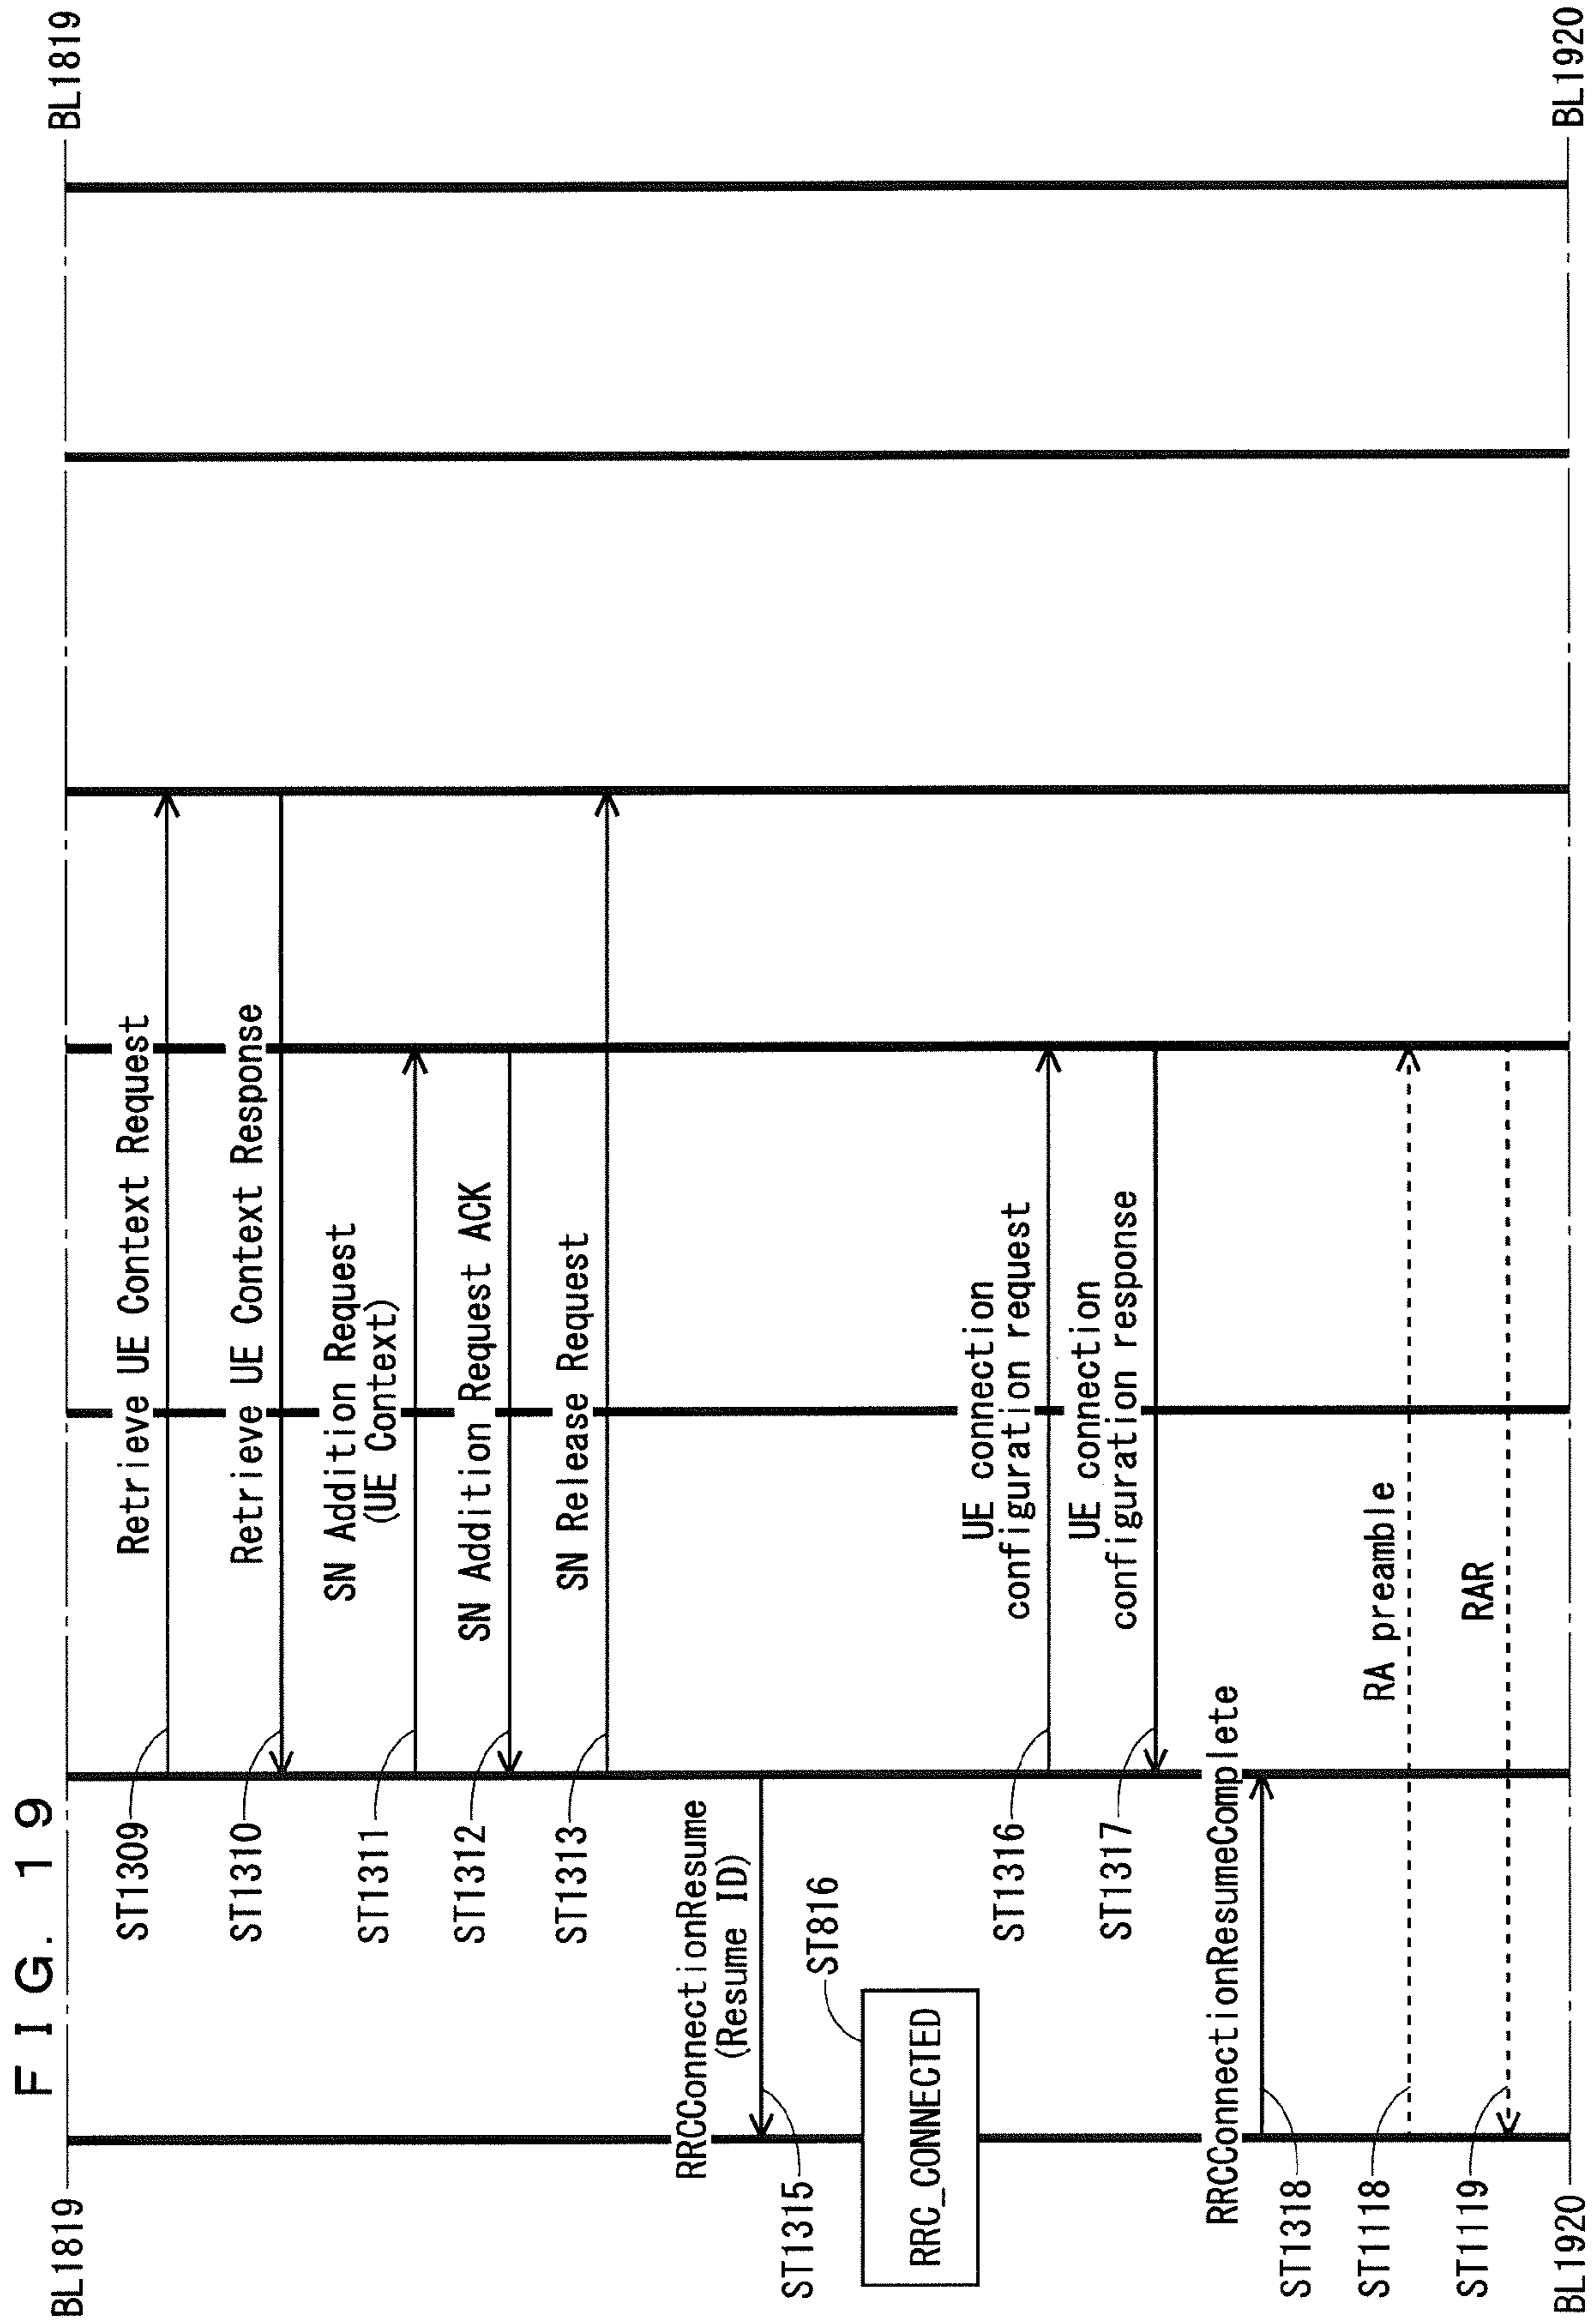 FIG. 19
BL1819
BL1819
Retrieve UE Context Request
ST1309
Retrieve UE Context Response
ST1310
SN Addition Request
(UE Context)
ST1311
SN Addition Request ACK
ST1312
SN Release Request
ST1313
RRCConnectionResume
(Resume ID)
ST1315
ST816
RRC_CONNECTED
UE connection
configuration request
ST1316
UE connection
configuration response
ST1317
RRCConnectionResumeComplete
ST1318
RA preamble
ST1118
RAR
ST1119
BL1920
BL1920